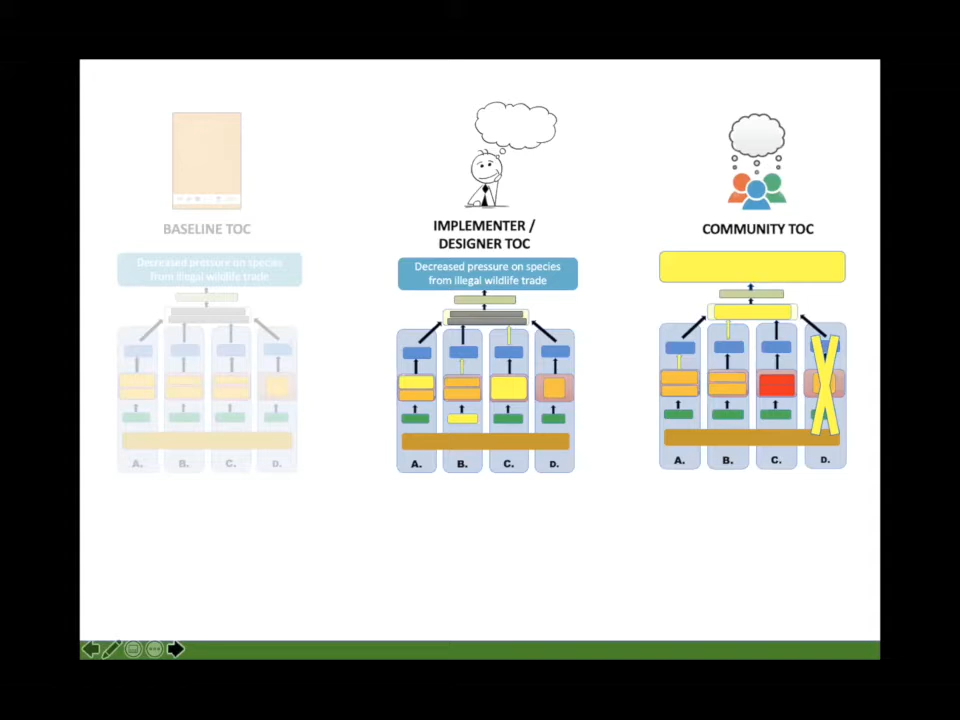 BASELINE TOC
Decreased pressure on species
from illegal wildlife trade
A. B. C. D.
IMPLEMENTER /
DESIGNER TOC
Decreased pressure on species
from illegal wildlife trade
A. B. C. D.
COMMUNITY TOC
A. B. C. D.